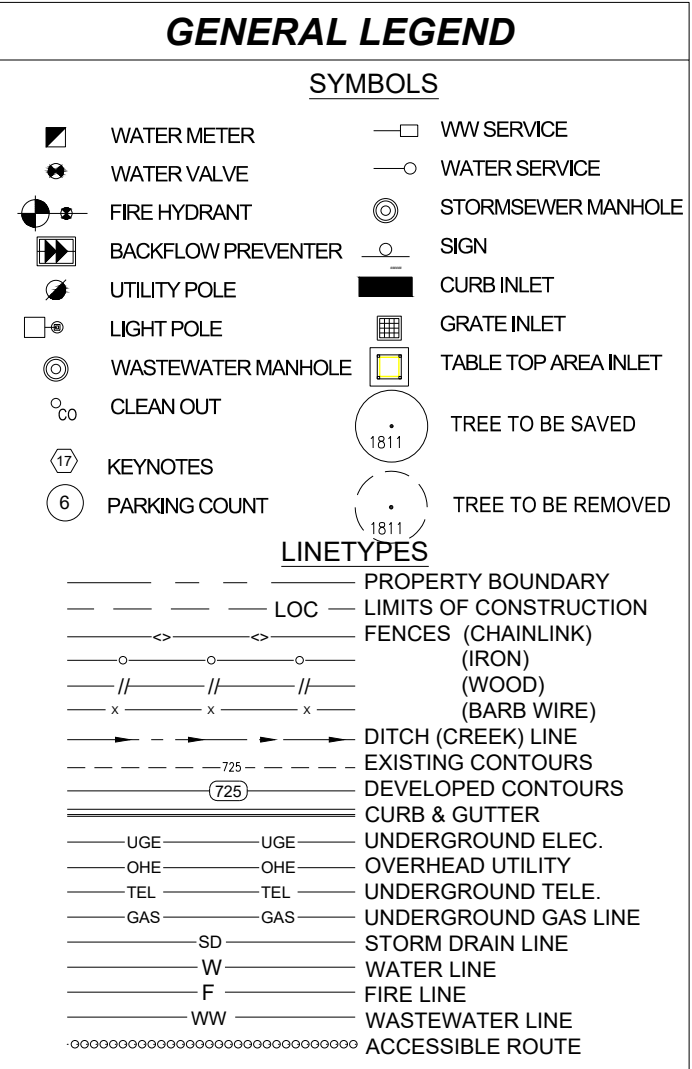 GENERAL LEGEND
SYMBOLS
WATER METER
WATER VALVE
FIRE HYDRANT
BACKFLOW PREVENTER
UTILITY POLE
LIGHT POLE
WASTEWATER MANHOLE
CO CLEAN OUT
17 KEYNOTES
6 PARKING COUNT
WW SERVICE
WATER SERVICE
STORMSEWER MANHOLE
SIGN
CURB INLET
GRATE INLET
TABLE TOP AREA INLET
1811 TREE TO BE SAVED
1811 TREE TO BE REMOVED
LINETYPES
PROPERTY BOUNDARY
LOC LIMITS OF CONSTRUCTION
<> <> FENCES (CHAINLINK)
(IRON)
// // // (WOOD)
x x x (BARB WIRE)
DITCH (CREEK) LINE
725 EXISTING CONTOURS
725 DEVELOPED CONTOURS
CURB & GUTTER
UGE UGE UNDERGROUND ELEC.
OHE OHE OVERHEAD UTILITY
TEL TEL UNDERGROUND TELE.
GAS GAS UNDERGROUND GAS LINE
SD STORM DRAIN LINE
W WATER LINE
F FIRE LINE
WW WASTEWATER LINE
ACCESSIBLE ROUTE